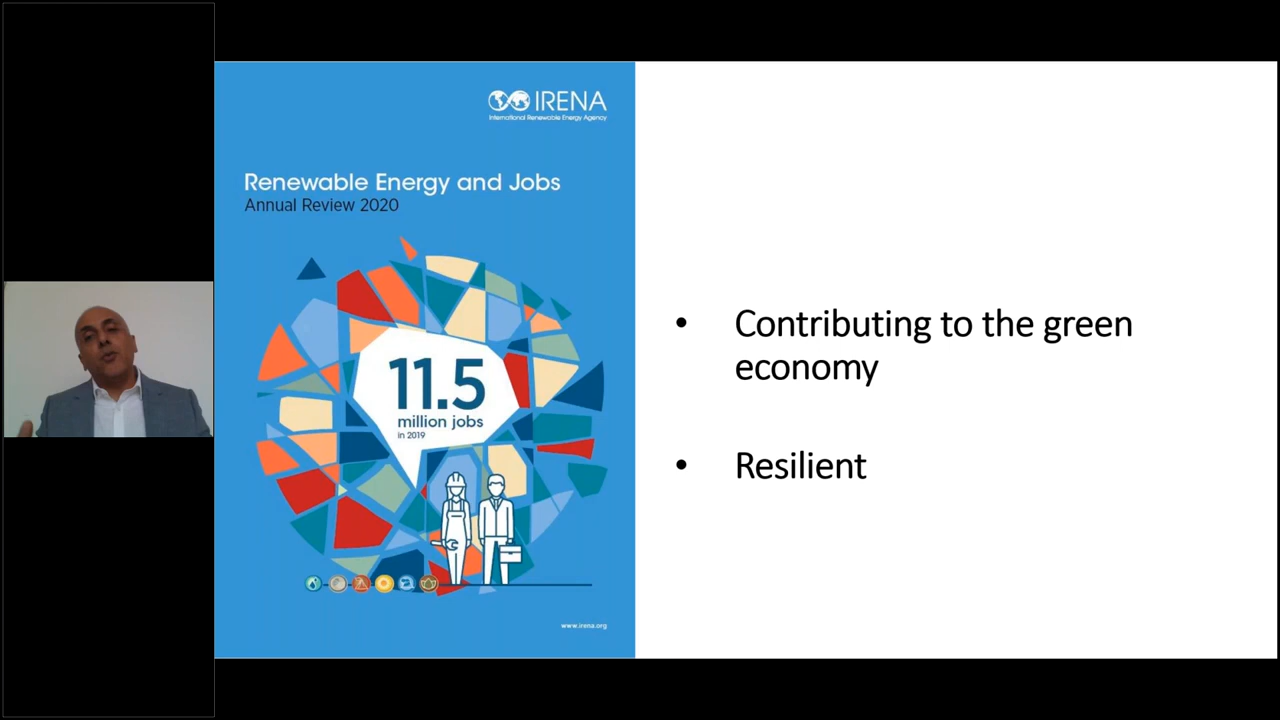 IRENA
International Renewable Energy Agency
Renewable Energy and Jobs
Annual Review 2020
11.5
million jobs
in 2019
www.irena.org
• Contributing to the green
economy
• Resilient